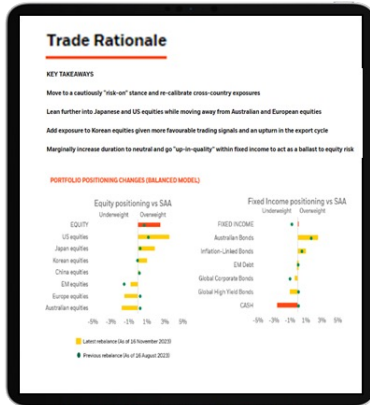 Trade Rationale
KEY TAKEAWAYS
Move to a cautiously "risk-on" stance and re-calibrate cross-country exposures
Lean further into Japanese and US equities while moving away from Australian and European equities
Add exposure to Korean equities given more favourable trading signals and an upturn in the export cycle
Marginally increase duration to neutral and go "up-in-quality" within fixed income to act as a ballast to equity risk
PORTFOLIO POSITIONING CHANGES (BALANCED MODEL)
Equity positioning vs SAA
Underweight Overweight
EQUITY
US equities
Japan equities
Korean equities
China equities
EM equities
Europe equities
Australian equities
-5% -3% -1% 1% 3% 5%
Latest rebalance (As of 16 November 2023)
Previous rebalance (As of 16 August 2023)
Fixed Income positioning vs SAA
Underweight Overweight
FIXED INCOME
Australian Bonds
Inflation-Linked Bonds
EM Debt
Global Corporate Bonds
Global High Yield Bonds
CASH
-5% -3% -1% 1% 3% 5%